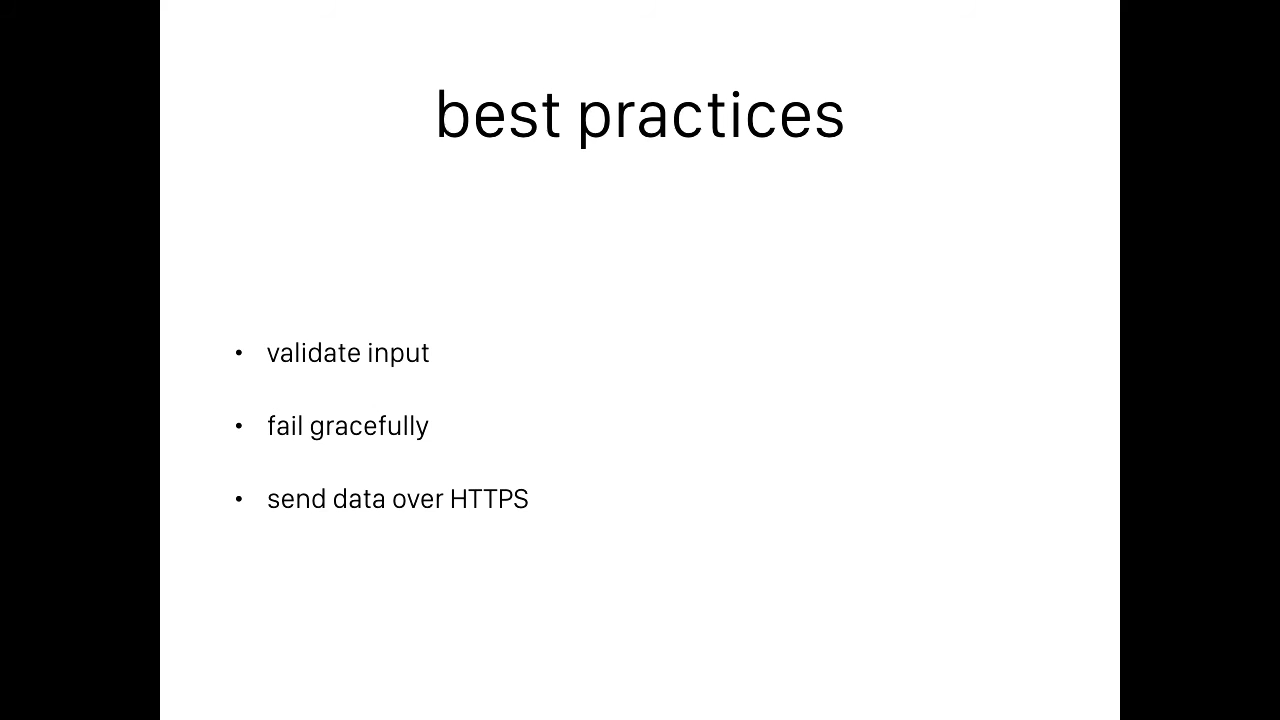 best practices
• validate input
• fail gracefully
• send data over HTTPS